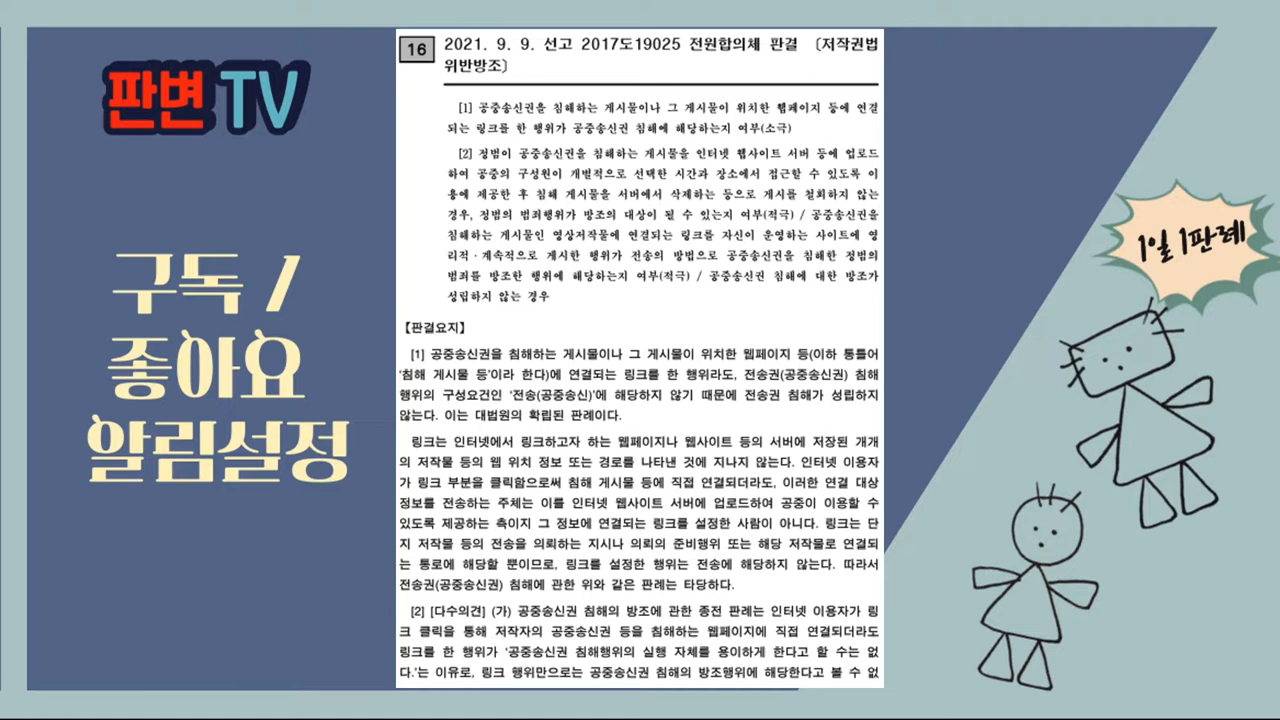 판변 TV
구독 /
좋아요
알림설정
16
2021. 9. 9. 선고 2017도19025 전원합의체 판결 〔저작권법
위반방조〕
[1] 공중송신권을 침해하는 게시물이나 그 게시물이 위치한 웹페이지 등에 연결
되는 링크를 한 행위가 공중송신권 침해에 해당하는지 여부(소극)
[2] 정범이 공중송신권을 침해하는 게시물을 인터넷 웹사이트 서버 등에 업로드
하여 공중의 구성원이 개별적으로 선택한 시간과 장소에서 접근할 수 있도록 이
용에 제공한 후 침해 게시물을 서버에서 삭제하는 등으로 게시를 철회하지 않는
경우, 정범의 범죄행위가 방조의 대상이 될 수 있는지 여부(적극) / 공중송신권을
침해하는 게시물인 영상저작물에 연결되는 링크를 자신이 운영하는 사이트에 영
리적·계속적으로 게시한 행위가 전송의 방법으로 공중송신권을 침해한 정범의
범죄를 방조한 행위에 해당하는지 여부(적극) / 공중송신권 침해에 대한 방조가
성립하지 않는 경우
【판결요지】
[1] 공중송신권을 침해하는 게시물이나 그 게시물이 위치한 웹페이지 등(이하 통틀어
‘침해 게시물 등’이라 한다)에 연결되는 링크를 한 행위라도, 전송권(공중송신권) 침해
행위의 구성요건인 ‘전송(공중송신)’에 해당하지 않기 때문에 전송권 침해가 성립하지
않는다. 이는 대법원의 확립된 판례이다.
링크는 인터넷에서 링크하고자 하는 웹페이지나 웹사이트 등의 서버에 저장된 개개
의 저작물 등의 웹 위치 정보 또는 경로를 나타낸 것에 지나지 않는다. 인터넷 이용자
가 링크 부분을 클릭함으로써 침해 게시물 등에 직접 연결되더라도, 이러한 연결 대상
정보를 전송하는 주체는 이를 인터넷 웹사이트 서버에 업로드하여 공중이 이용할 수
있도록 제공하는 측이지 그 정보에 연결되는 링크를 설정한 사람이 아니다. 링크는 단
지 저작물 등의 전송을 의뢰하는 지시나 의뢰의 준비행위 또는 해당 저작물로 연결되
는 통로에 해당할 뿐이므로, 링크를 설정한 행위는 전송에 해당하지 않는다. 따라서
전송권(공중송신권) 침해에 관한 위와 같은 판례는 타당하다.
[2] [다수의견] (가) 공중송신권 침해의 방조에 관한 종전 판례는 인터넷 이용자가 링
크 클릭을 통해 저작자의 공중송신권 등을 침해하는 웹페이지에 직접 연결되더라도
링크를 한 행위가 ‘공중송신권 침해행위의 실행 자체를 용이하게 한다고 할 수는 없
다.’는 이유로, 링크 행위만으로는 공중송신권 침해의 방조행위에 해당한다고 볼 수 없
1일 1판례